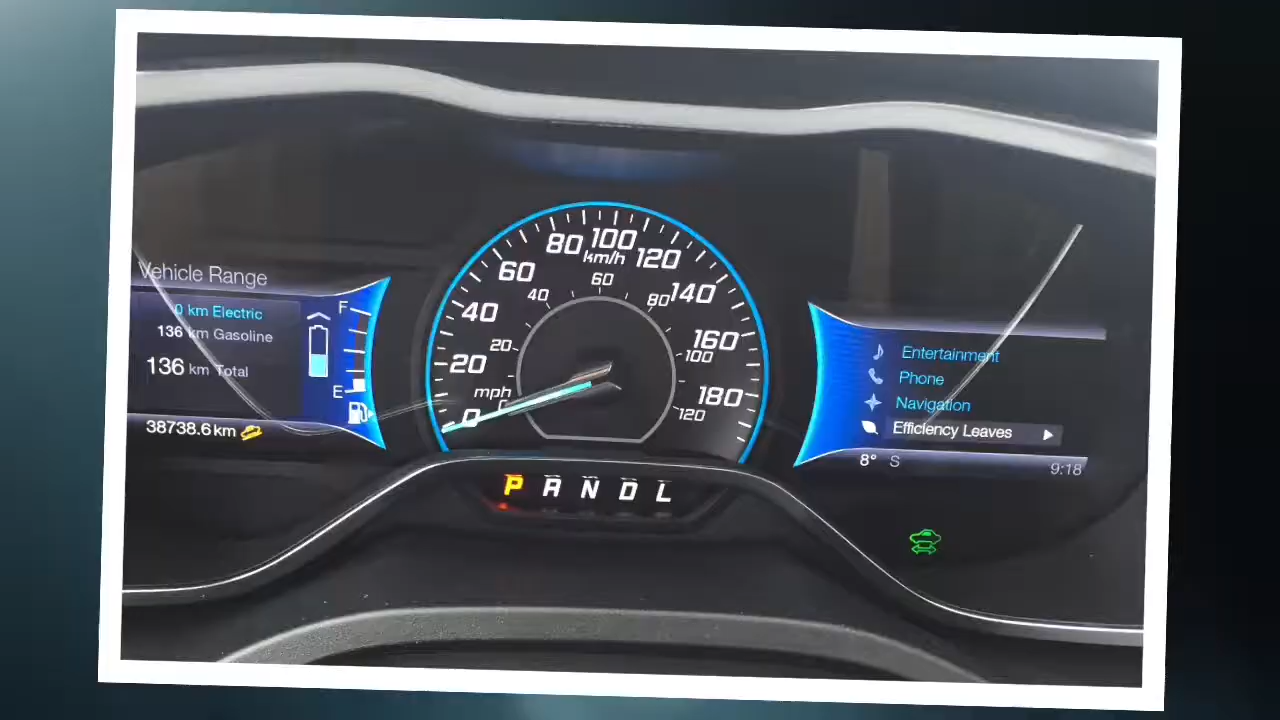 Vehicle Range
0 km Electric
136 km Gasoline
136 km Total
F
E
38738.6 km
80 100 120
km/h
60 140
40 160
20 180
0
60
40 80
20 100
mph 0 120
P R N D L
Entertainment
Phone
Navigation
Efficiency Leaves
8° S 9:18